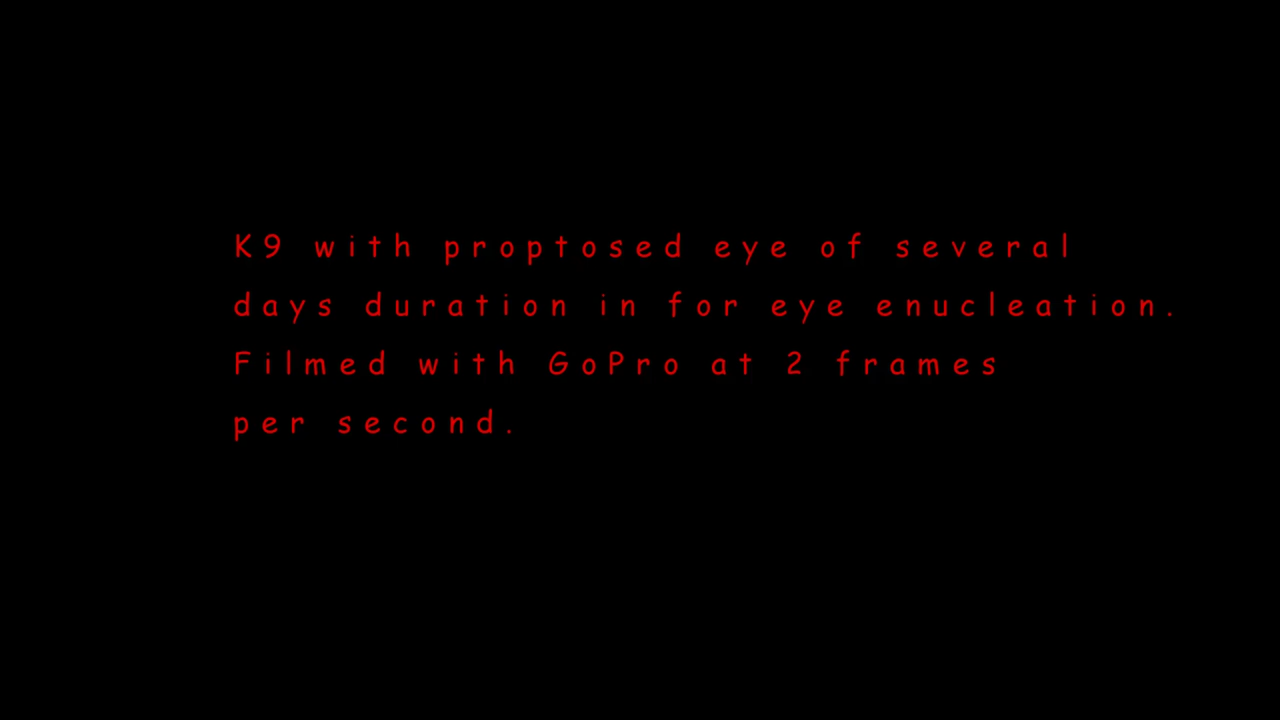 K9 with proptosed eye of several
days duration in for eye enucleation.
Filmed with GoPro at 2 frames
per second.